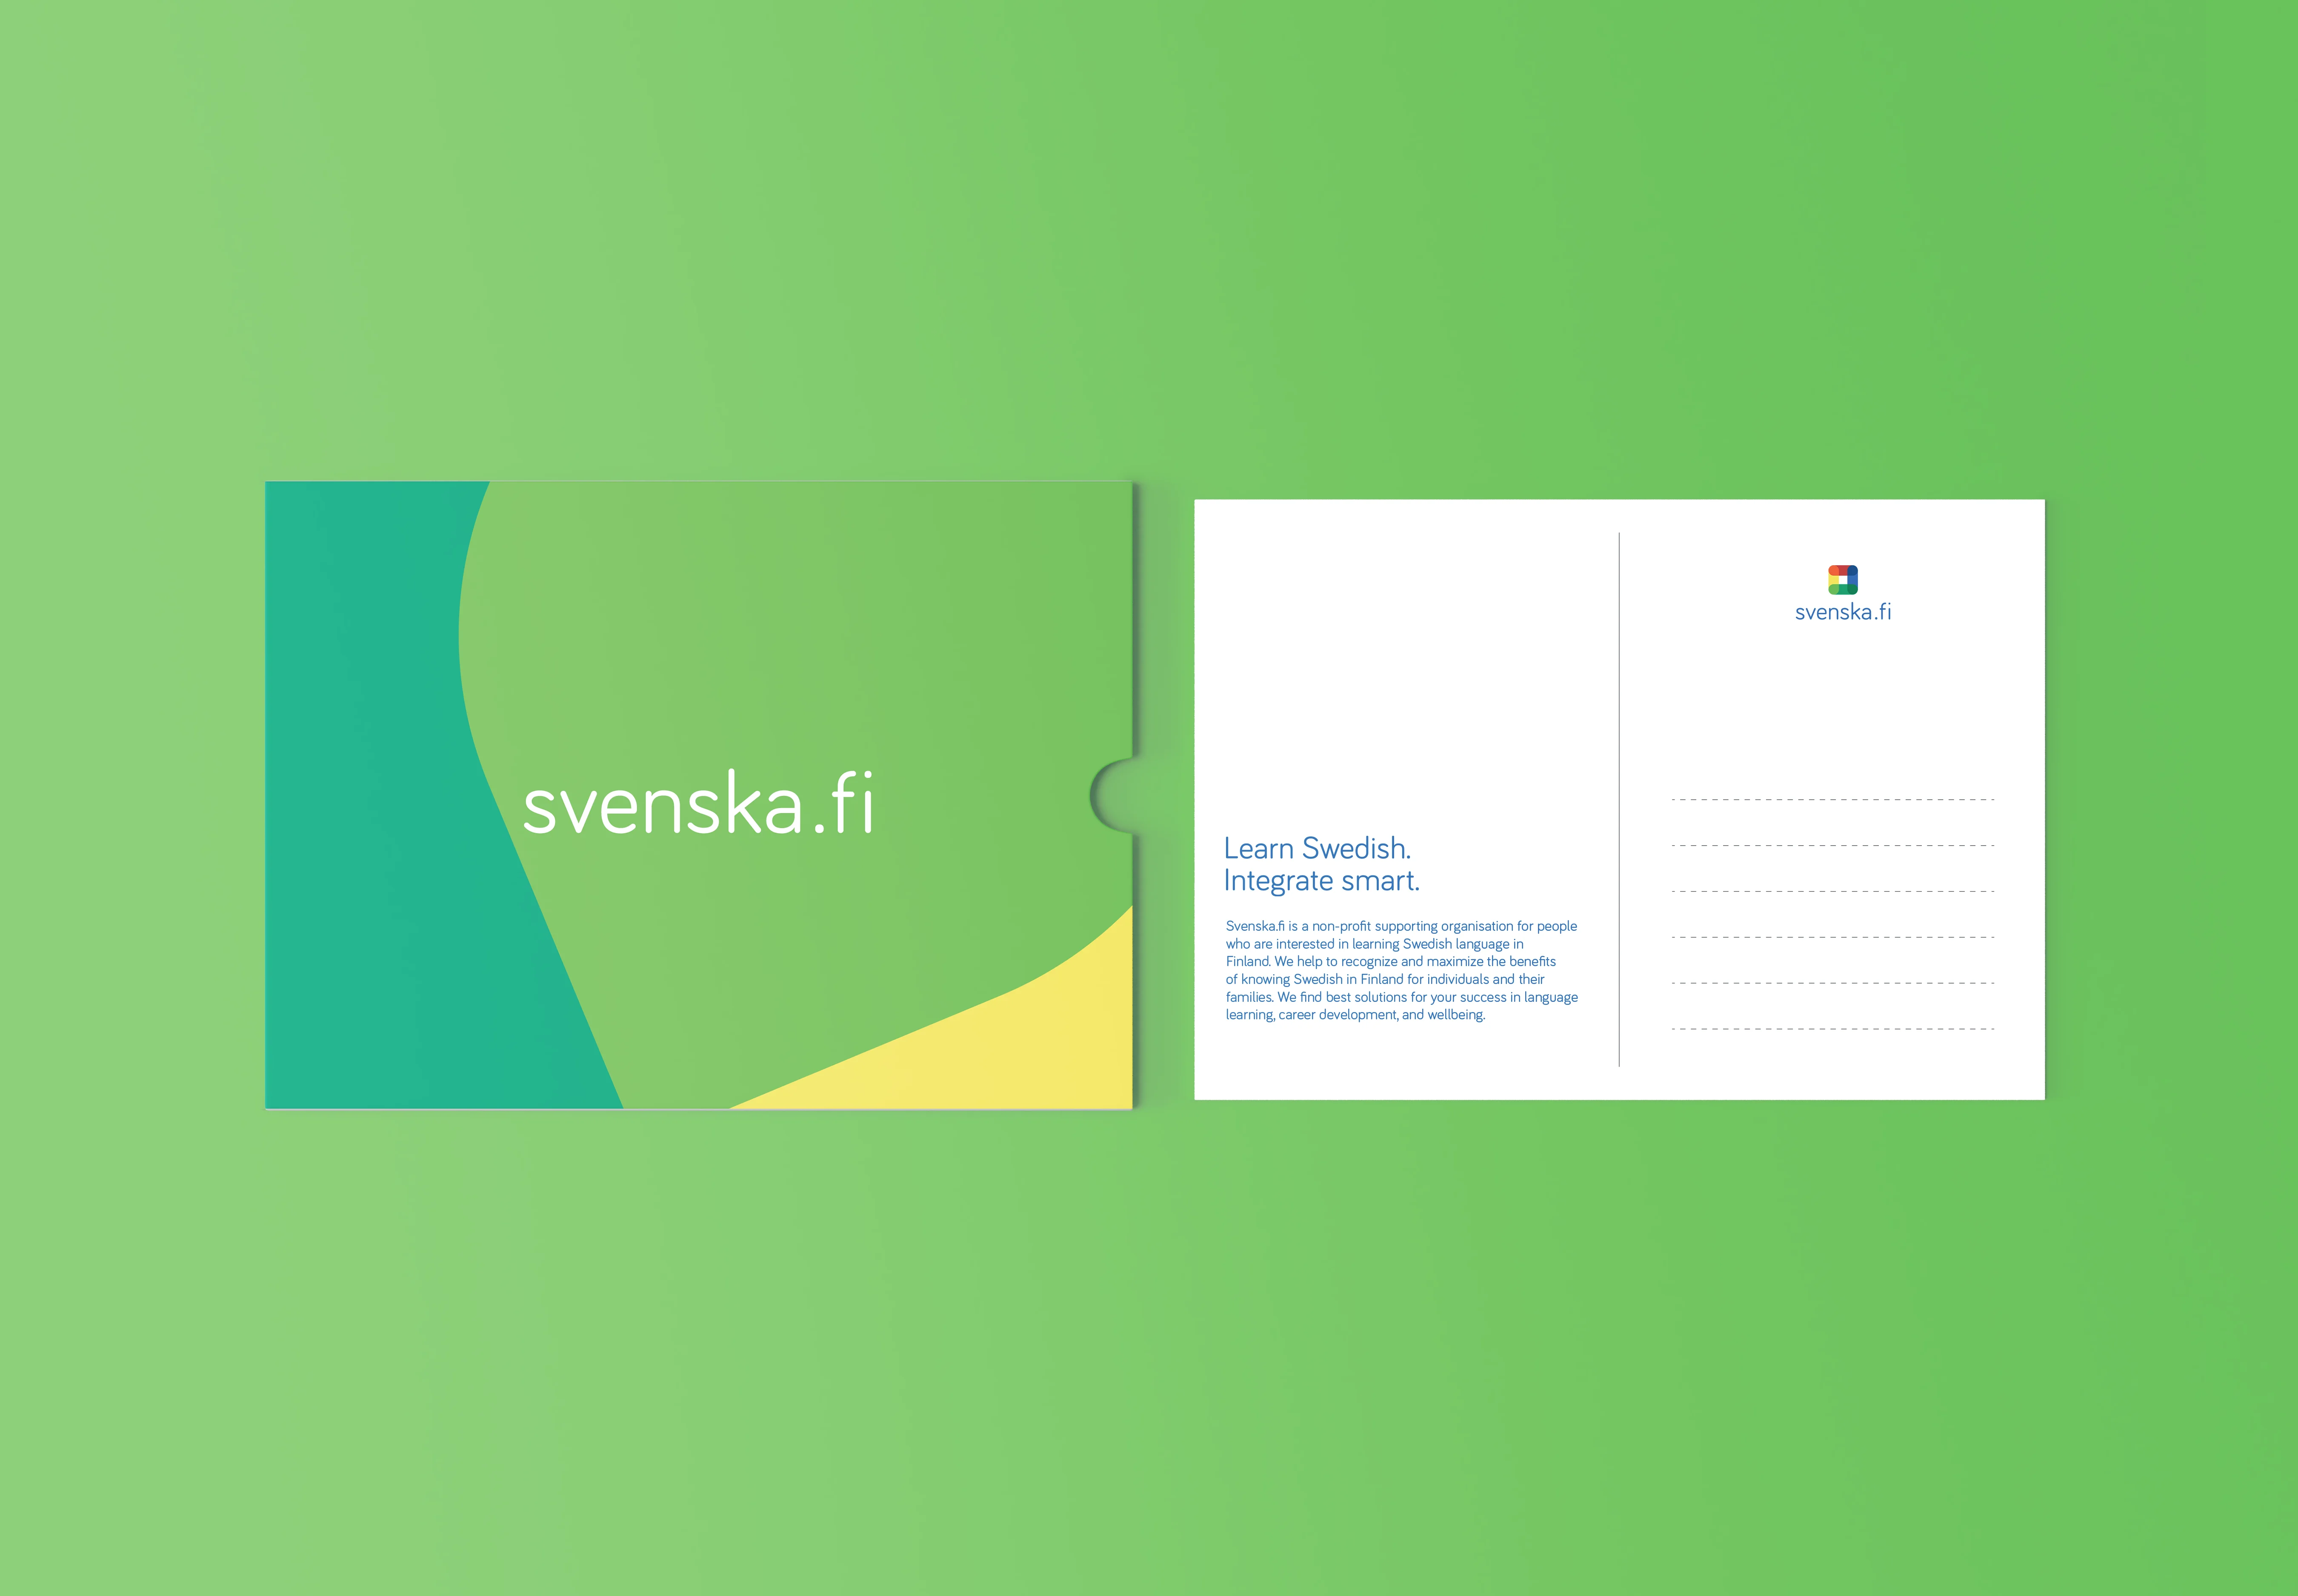 svenska.fi
svenska.fi
Learn Swedish.
Integrate smart.
Svenska.fi is a non-profit supporting organisation for people
who are interested in learning Swedish language in
Finland. We help to recognize and maximize the benefits
of knowing Swedish in Finland for individuals and their
families. We find best solutions for your success in language
learning, career development, and wellbeing.